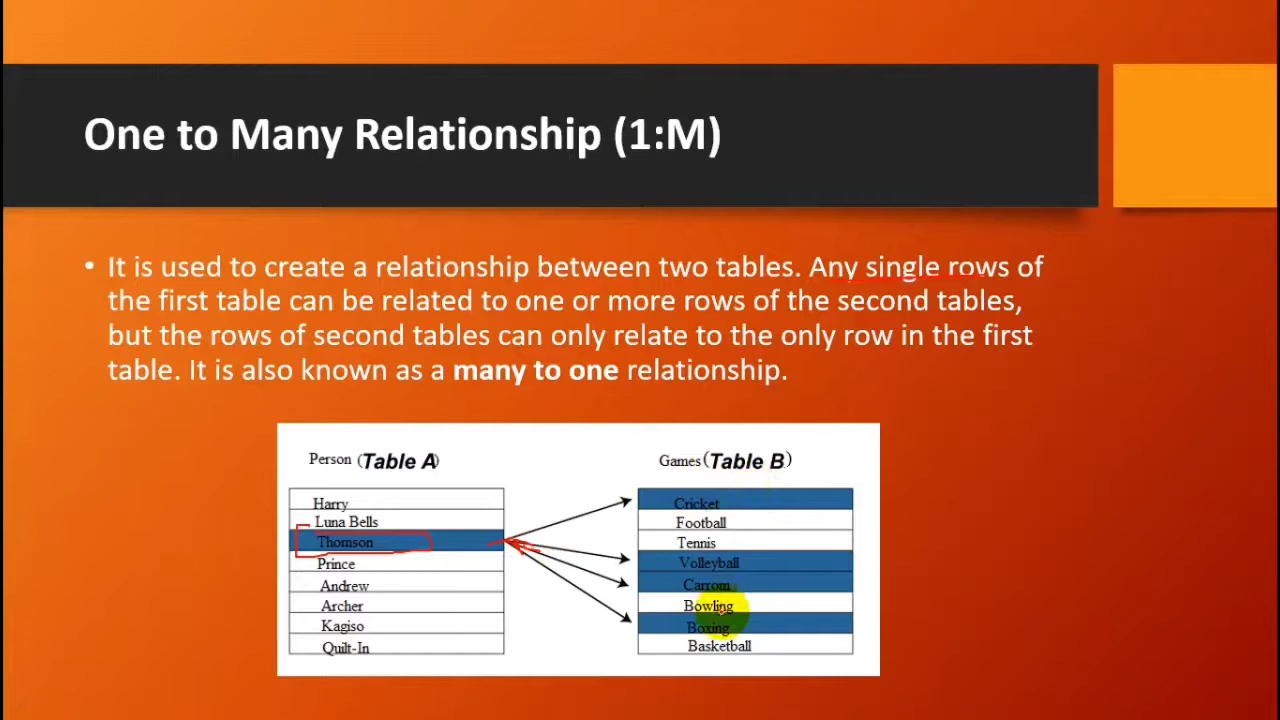 One to Many Relationship (1:M)
• It is used to create a relationship between two tables. Any single rows of
the first table can be related to one or more rows of the second tables,
but the rows of second tables can only relate to the only row in the first
table. It is also known as a many to one relationship.
Person (Table A)
Harry
Luna Bells
Thomson
Prince
Andrew
Archer
Kagiso
Quilt-In
Games (Table B)
Cricket
Football
Tennis
Volleyball
Carrom
Bowling
Boxing
Basketball